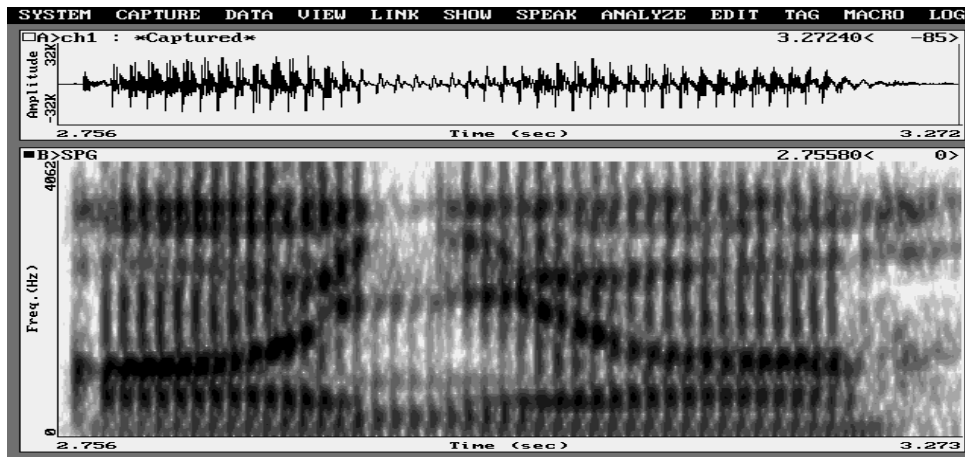 SYSTEM CAPTURE DATA VIEW LINK SHOW SPEAK ANALYZE EDIT TAG MACRO LOG
A>ch1 : *Captured* 3.27240< -85>
Amplitude
32K
-32K
2.756 Time (sec) 3.272
B>SPG 2.75580< 0>
4062
Freq.(Hz)
0
2.756 Time (sec) 3.273